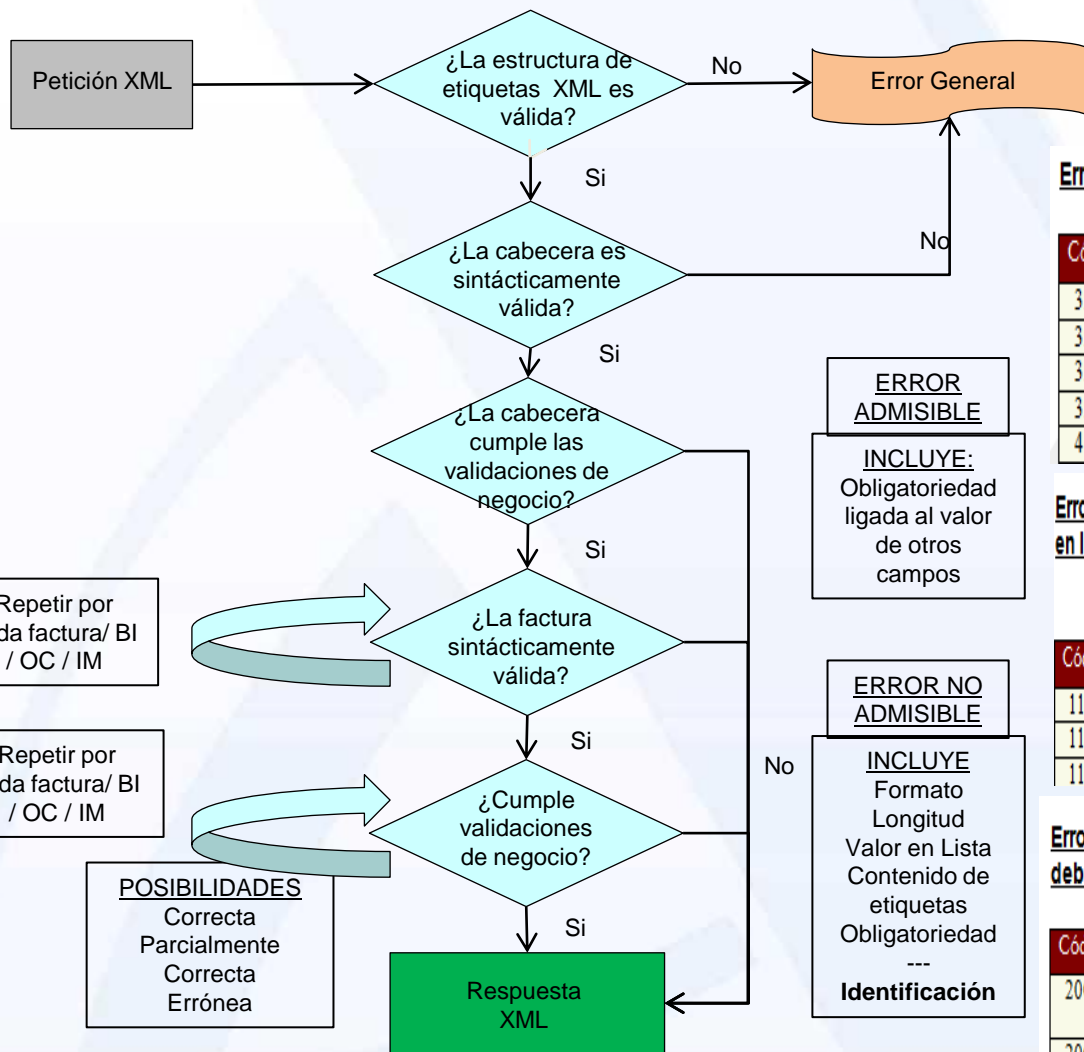 Petición XML
¿La estructura de
etiquetas XML es
válida?
No
Error General
Si
¿La cabecera es
sintácticamente
válida?
No
Si
¿La cabecera
cumple las
validaciones de
negocio?
Si
ERROR
ADMISIBLE
INCLUYE:
Obligatoriedad
ligada al valor
de otros
campos
Repetir por
factura/ BI
/ OC / IM
¿La factura
sintácticamente
válida?
Si
Repetir por
factura/ BI
/ OC / IM
¿Cumple
validaciones
de negocio?
No
ERROR NO
ADMISIBLE
INCLUYE
Formato
Longitud
Valor en Lista
Contenido de
etiquetas
Obligatoriedad
---
Identificación
POSIBILIDADES
Correcta
Parcialmente
Correcta
Errónea
Si
Respuesta
XML
en